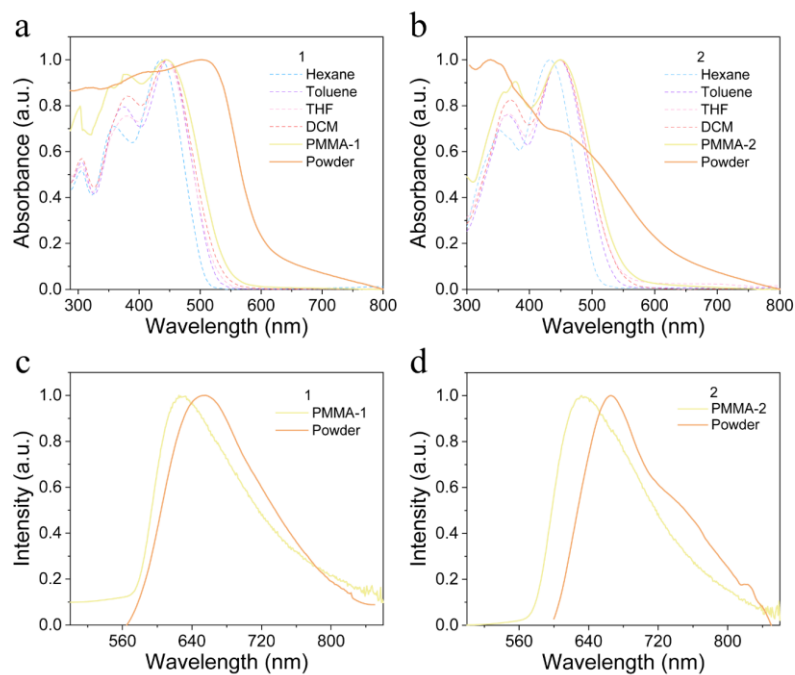 a
1
Hexane
Toluene
THF
DCM
PMMA-1
Powder
1.0
0.8
0.6
0.4
0.2
0.0
300 400 500 600 700 800
Wavelength (nm)
Absorbance (a.u.)
b
2
Hexane
Toluene
THF
DCM
PMMA-2
Powder
1.0
0.8
0.6
0.4
0.2
0.0
300 400 500 600 700 800
Wavelength (nm)
Absorbance (a.u.)
c
1
PMMA-1
Powder
1.0
0.8
0.6
0.4
0.2
0.0
560 640 720 800
Wavelength (nm)
Intensity (a.u.)
d
2
PMMA-2
Powder
1.0
0.8
0.6
0.4
0.2
0.0
560 640 720 800
Wavelength (nm)
Intensity (a.u.)